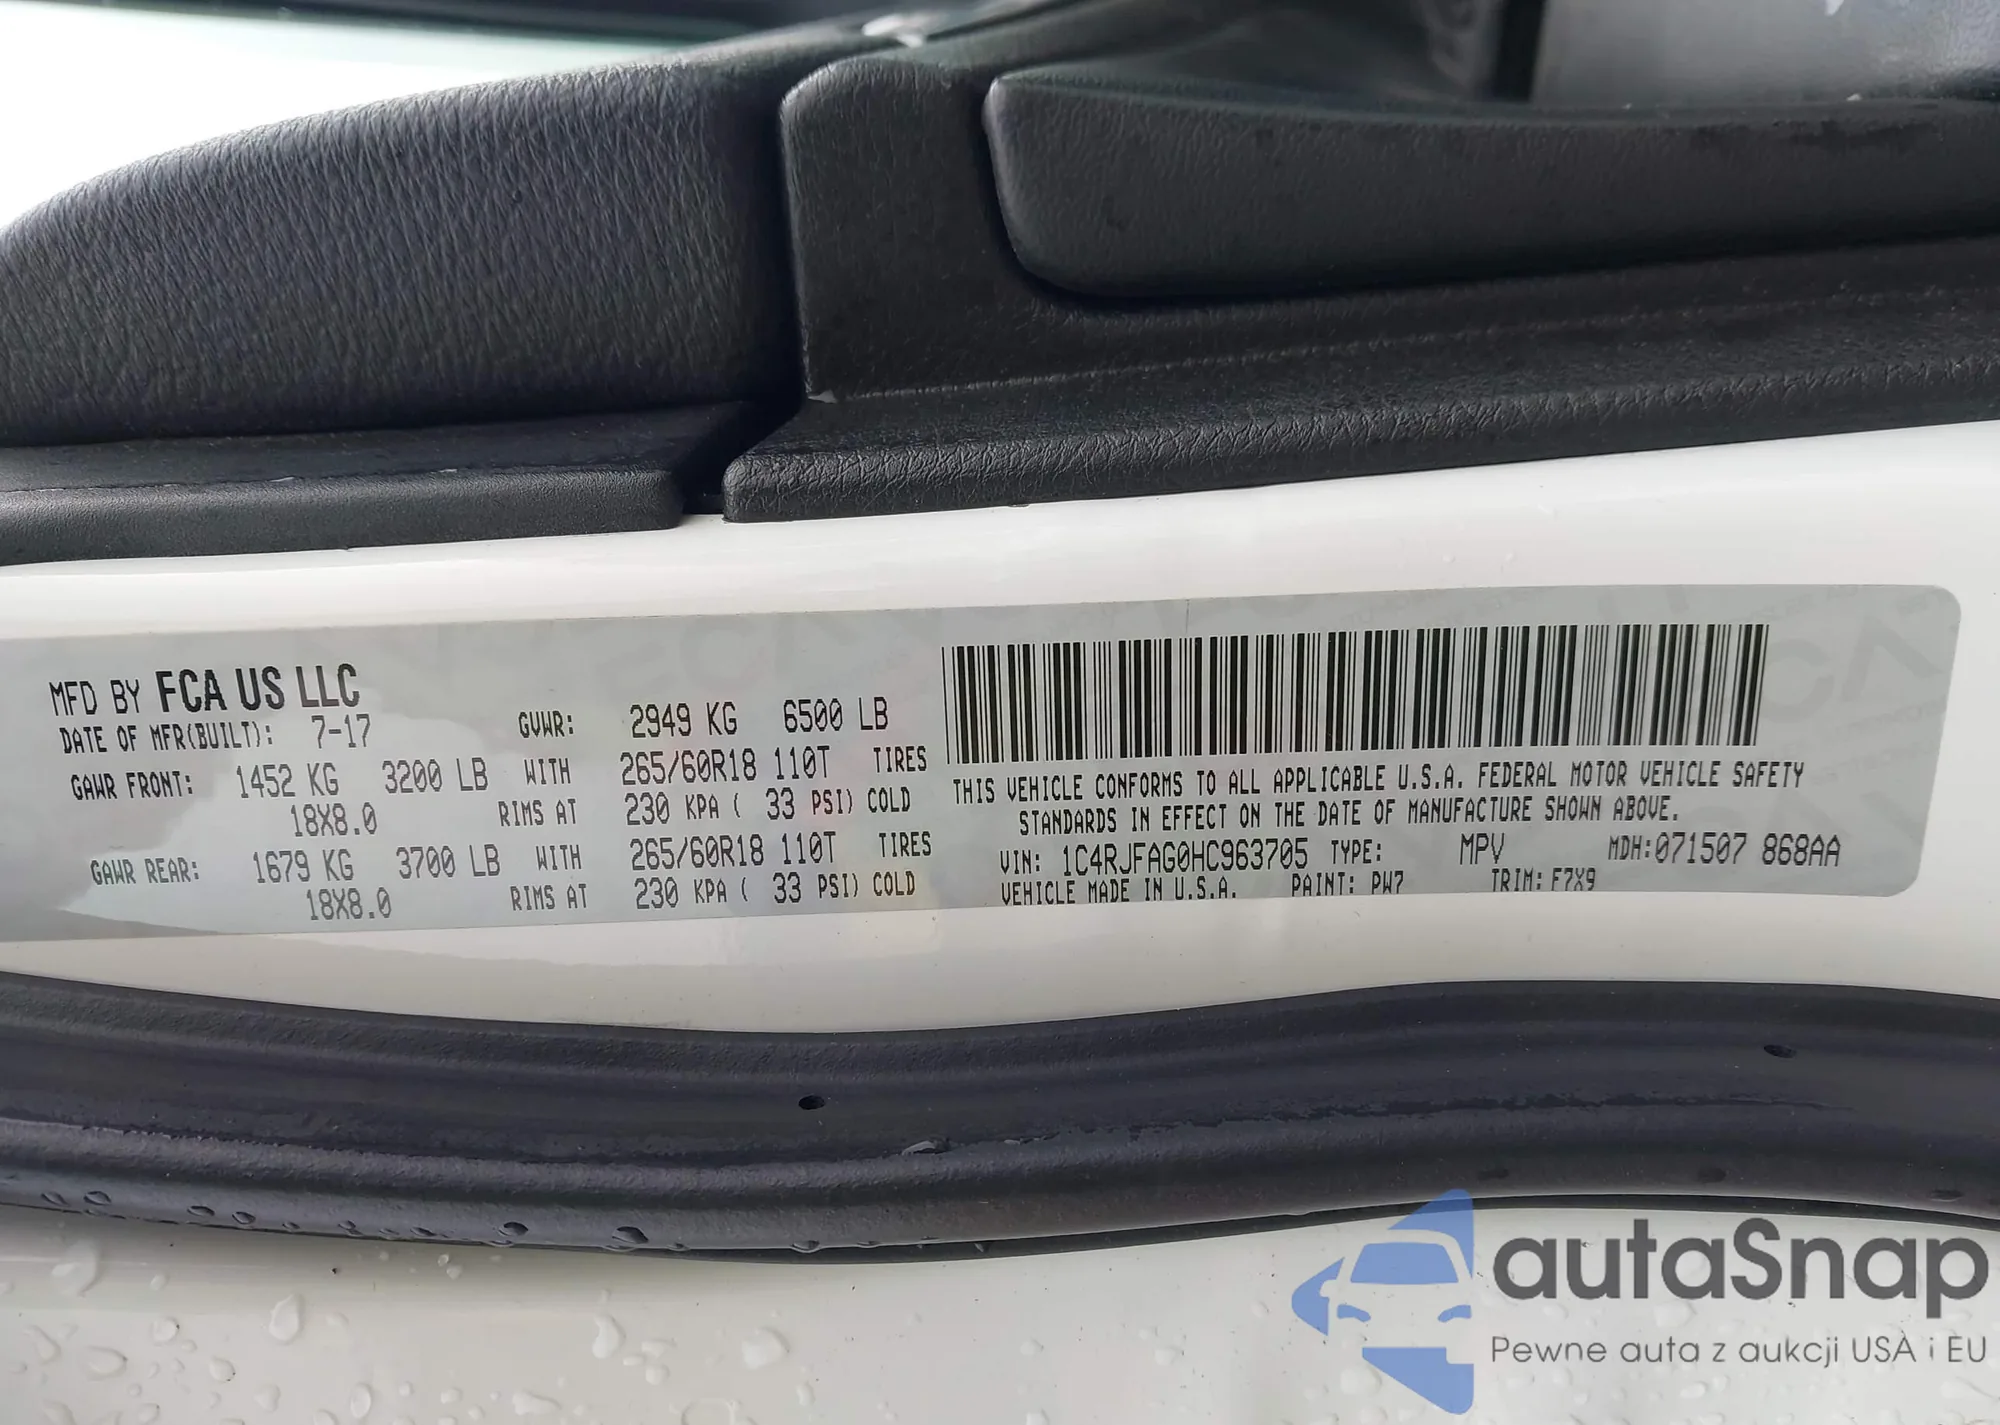 MFD BY FCA US LLC
DATE OF MFR(BUILT): 7-17 GVWR: 2949 KG 6500 LB
GAWR FRONT: 1452 KG 3200 LB WITH 265/60R18 110T TIRES
18X8.0 RIMS AT 230 KPA ( 33 PSI) COLD
GAWR REAR: 1679 KG 3700 LB WITH 265/60R18 110T TIRES
18X8.0 RIMS AT 230 KPA ( 33 PSI) COLD
THIS VEHICLE CONFORMS TO ALL APPLICABLE U.S.A. FEDERAL MOTOR VEHICLE SAFETY
STANDARDS IN EFFECT ON THE DATE OF MANUFACTURE SHOWN ABOVE.
VIN: 1C4RJFAG0HC963705 TYPE: MPV MDH:071507 868AA
VEHICLE MADE IN U.S.A. PAINT: PW7 TRIM: F7X9
autaSnap
Pewne auta z aukcji USA i EU